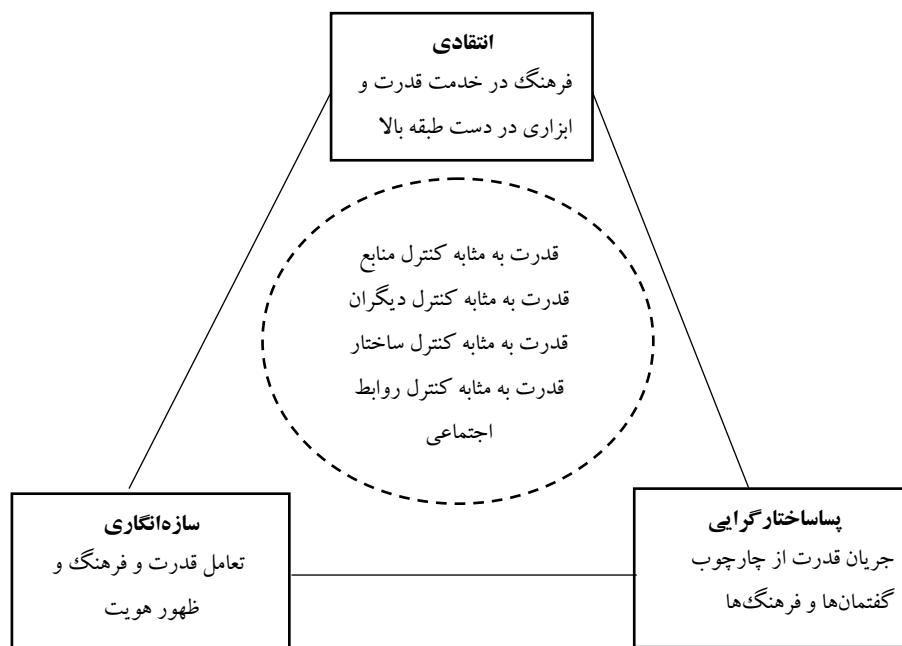 انتقادی
فرهنگ در خدمت قدرت و
ابزاری در دست طبقه بالا
قدرت به مثابه کنترل منابع
قدرت به مثابه کنترل دیگران
قدرت به مثابه کنترل ساختار
قدرت به مثابه کنترل روابط
اجتماعی
پساساختارگرایی
جریان قدرت از چارچوب
گفتمان‌ها و فرهنگ‌ها
سازه‌انگاری
تعامل قدرت و فرهنگ و
ظهور هویت